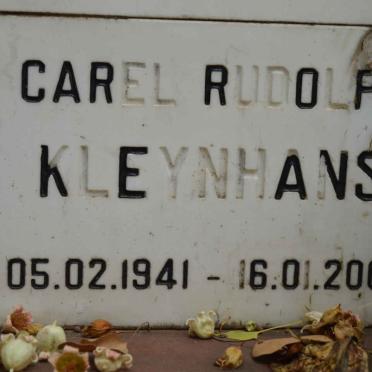 CAREL RUDOLF
KLEYNHANS
05.02.1941 - 16.01.200